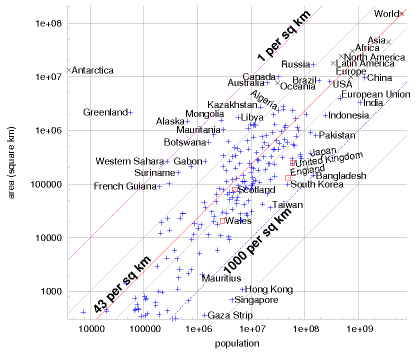 1e+08
1e+07
1e+06
100000
10000
1000
area (square km)
10000
100000
1e+06
1e+07
1e+08
1e+09
population
1 per sq km
43 per sq km
1000 per sq km
World
Asia
Africa
North America
Latin America
Russia
Antarctica
Europe
Canada
China
Brazil
USA
Australia
Oceania
European Union
India
Algeria
Kazakhstan
Greenland
Mongolia
Libya
Indonesia
Alaska
Mauritania
Pakistan
Botswana
Japan
Western Sahara
Gabon
United Kingdom
England
Suriname
Bangladesh
French Guiana
Scotland
South Korea
Taiwan
Wales
Mauritius
Hong Kong
Singapore
Gaza Strip